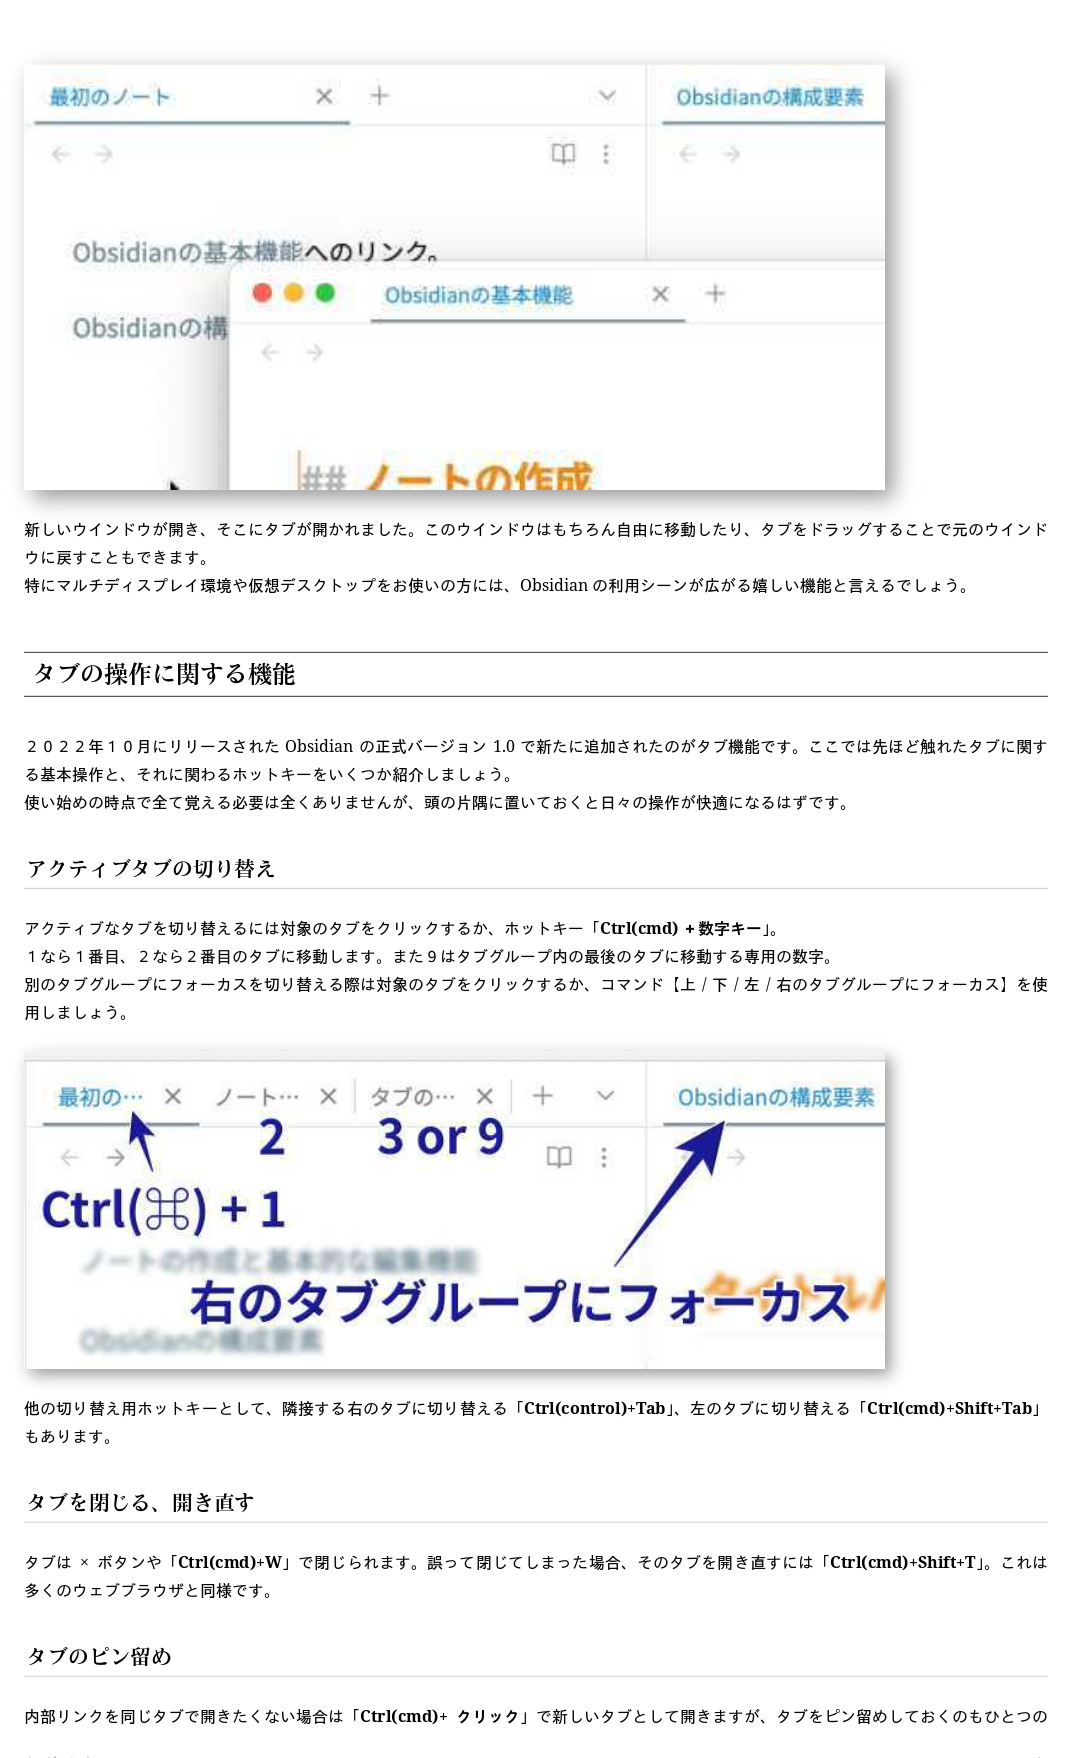 最初のノート
Obsidianの構成要素
Obsidianの基本機能へのリンク。
Obsidianの基本機能
Obsidianの構
## ノートの作成
新しいウインドウが開き、そこにタブが開かれました。このウインドウはもちろん自由に移動したり、タブをドラッグすることで元のウインド
ウに戻すこともできます。
特にマルチディスプレイ環境や仮想デスクトップをお使いの方には、Obsidian の利用シーンが広がる嬉しい機能と言えるでしょう。
タブの操作に関する機能
２０２２年１０月にリリースされた Obsidian の正式バージョン 1.0 で新たに追加されたのがタブ機能です。ここでは先ほど触れたタブに関す
る基本操作と、それに関わるホットキーをいくつか紹介しましょう。
使い始めの時点で全て覚える必要は全くありませんが、頭の片隅に置いておくと日々の操作が快適になるはずです。
アクティブタブの切り替え
アクティブなタブを切り替えるには対象のタブをクリックするか、ホットキー「Ctrl(cmd) + 数字キー」。
１なら１番目、２なら２番目のタブに移動します。また９はタブグループ内の最後のタブに移動する専用の数字。
別のタブグループにフォーカスを切り替える際は対象のタブをクリックするか、コマンド【上 / 下 / 左 / 右のタブグループにフォーカス】を使
用しましょう。
最初の… ノート… タブの… Obsidianの構成要素
2 3 or 9
Ctrl(⌘) + 1
ノートの作成と基本的な編集機能
右のタブグループにフォーカス
Obsidianの構成要素
他の切り替え用ホットキーとして、隣接する右のタブに切り替える「Ctrl(control)+Tab」、左のタブに切り替える「Ctrl(cmd)+Shift+Tab」
もあります。
タブを閉じる、開き直す
タブは × ボタンや「Ctrl(cmd)+W」で閉じられます。誤って閉じてしまった場合、そのタブを開き直すには「Ctrl(cmd)+Shift+T」。これは
多くのウェブブラウザと同様です。
タブのピン留め
内部リンクを同じタブで開きたくない場合は「Ctrl(cmd)+ クリック」で新しいタブとして開きますが、タブをピン留めしておくのもひとつの